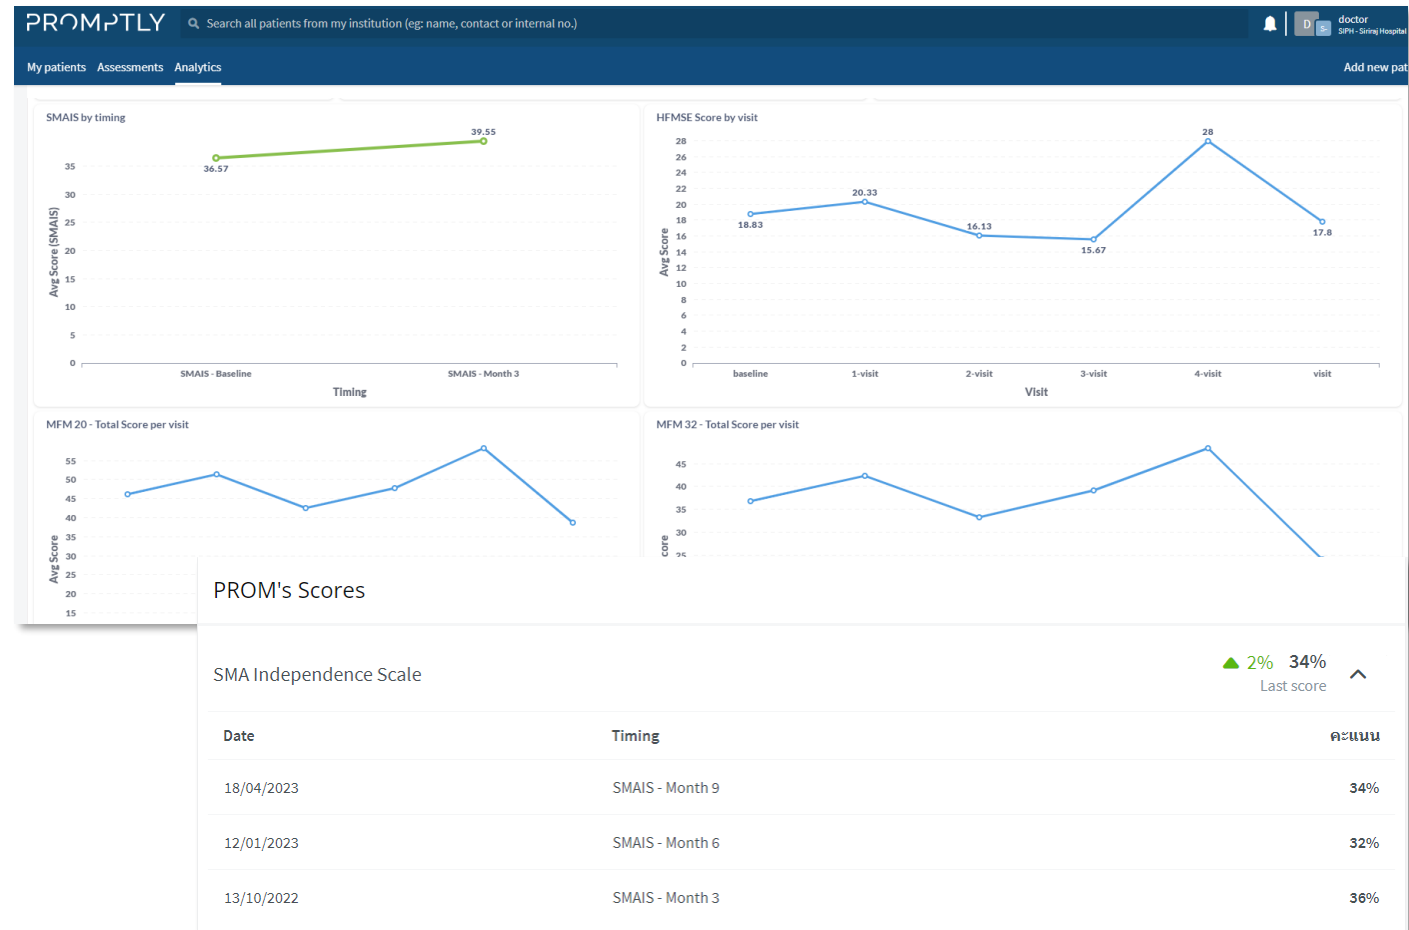 PROMPTLY
Search all patients from my institution (eg: name, contact or internal no.)
D
S-
doctor
SIPH - Siriraj Hospital
My patients Assessments Analytics
Add new pat
SMAIS by timing
36.57
39.55
35
30
25
20
15
10
5
0
Avg Score (SMAIS)
SMAIS - Baseline SMAIS - Month 3
Timing
HFMSE Score by visit
28
26
24
22
20
18
16
14
12
10
8
6
4
2
0
Avg Score
18.83
20.33
16.13
15.67
28
17.8
baseline 1-visit 2-visit 3-visit 4-visit visit
Visit
MFM 20 - Total Score per visit
55
50
45
40
35
30
25
20
15
Avg Score
MFM 32 - Total Score per visit
45
40
35
30
25
core
PROM's Scores
SMA Independence Scale
2% 34%
Last score
Date Timing คะแนน
18/04/2023 SMAIS - Month 9 34%
12/01/2023 SMAIS - Month 6 32%
13/10/2022 SMAIS - Month 3 36%